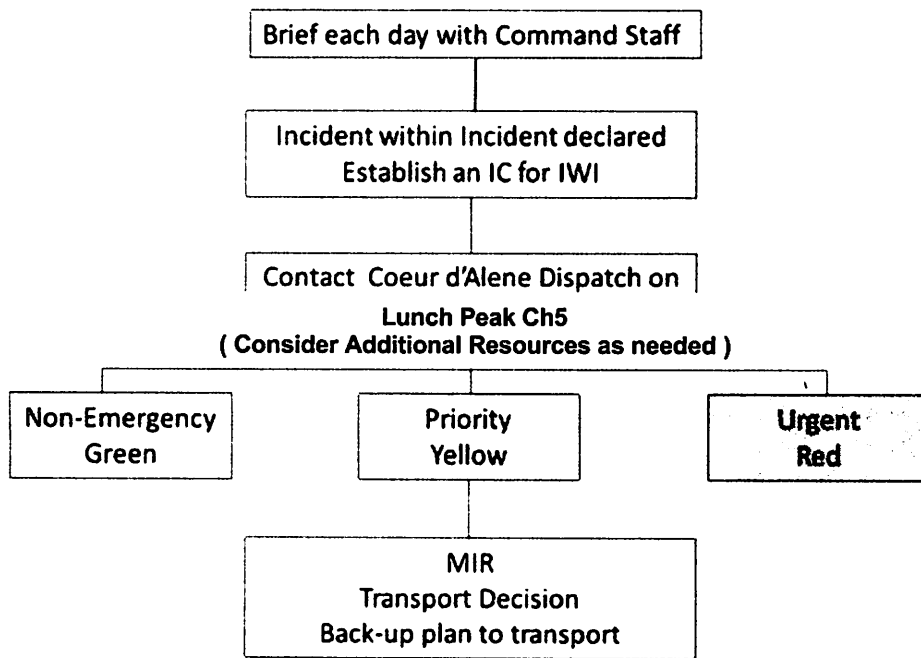 Brief each day with Command Staff
Incident within Incident declared
Establish an IC for IWI
Contact Coeur d'Alene Dispatch on
Lunch Peak Ch5
( Consider Additional Resources as needed )
Non-Emergency
Green
Priority
Yellow
Urgent
Red
MIR
Transport Decision
Back-up plan to transport